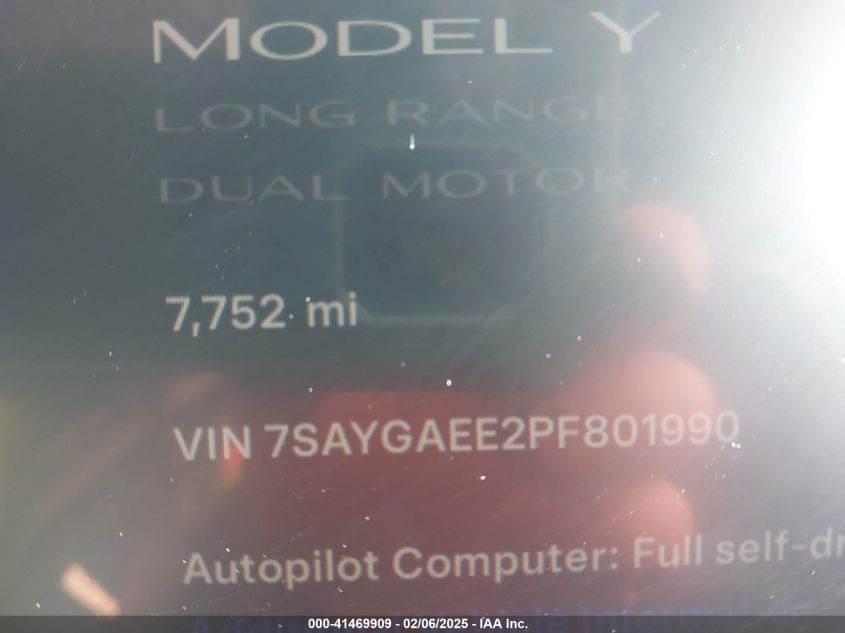 MODEL Y
LONG RANGE
DUAL MOTOR
7,752 mi
VIN 7SAYGAEE2PF801990
Autopilot Computer: Full self-dr
000-41469909 - 02/06/2025 - IAA Inc.